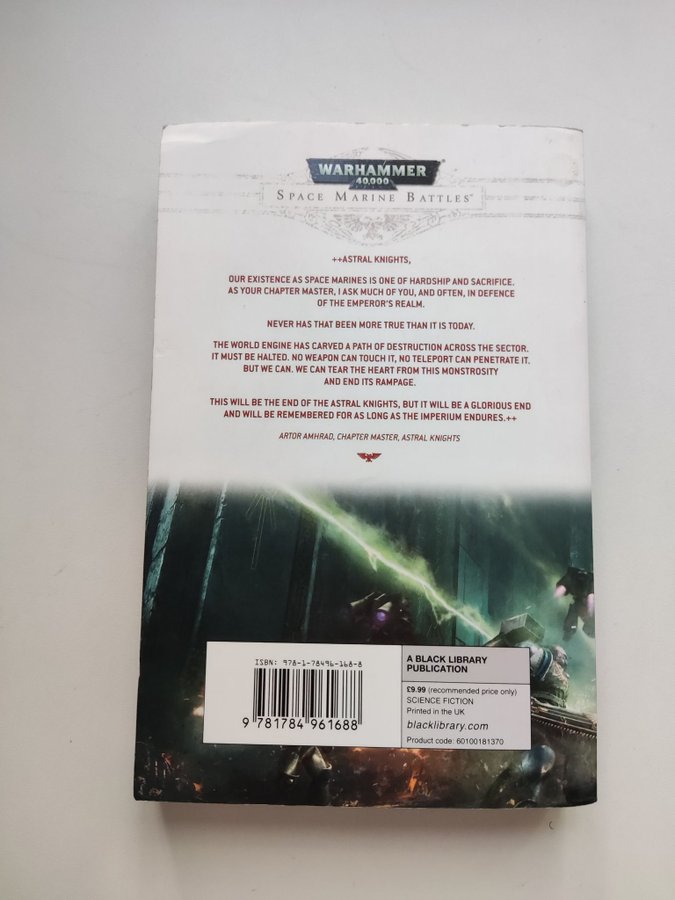 WARHAMMER
40,000
SPACE MARINE BATTLES™
++ASTRAL KNIGHTS,
OUR EXISTENCE AS SPACE MARINES IS ONE OF HARDSHIP AND SACRIFICE.
AS YOUR CHAPTER MASTER, I ASK MUCH OF YOU, AND OFTEN, IN DEFENCE
OF THE EMPEROR'S REALM.
NEVER HAS THAT BEEN MORE TRUE THAN IT IS TODAY.
THE WORLD ENGINE HAS CARVED A PATH OF DESTRUCTION ACROSS THE SECTOR.
IT MUST BE HALTED. NO WEAPON CAN TOUCH IT, NO TELEPORT CAN PENETRATE IT.
BUT WE CAN. WE CAN TEAR THE HEART FROM THIS MONSTROSITY
AND END ITS RAMPAGE.
THIS WILL BE THE END OF THE ASTRAL KNIGHTS, BUT IT WILL BE A GLORIOUS END
AND WILL BE REMEMBERED FOR AS LONG AS THE IMPERIUM ENDURES.++
ARTOR AMHRAD, CHAPTER MASTER, ASTRAL KNIGHTS
ISBN: 978-1-78496-168-8
9 781784 961688
A BLACK LIBRARY
PUBLICATION
£9.99 (recommended price only)
SCIENCE FICTION
Printed in the UK
blacklibrary.com
Product code: 60100181370